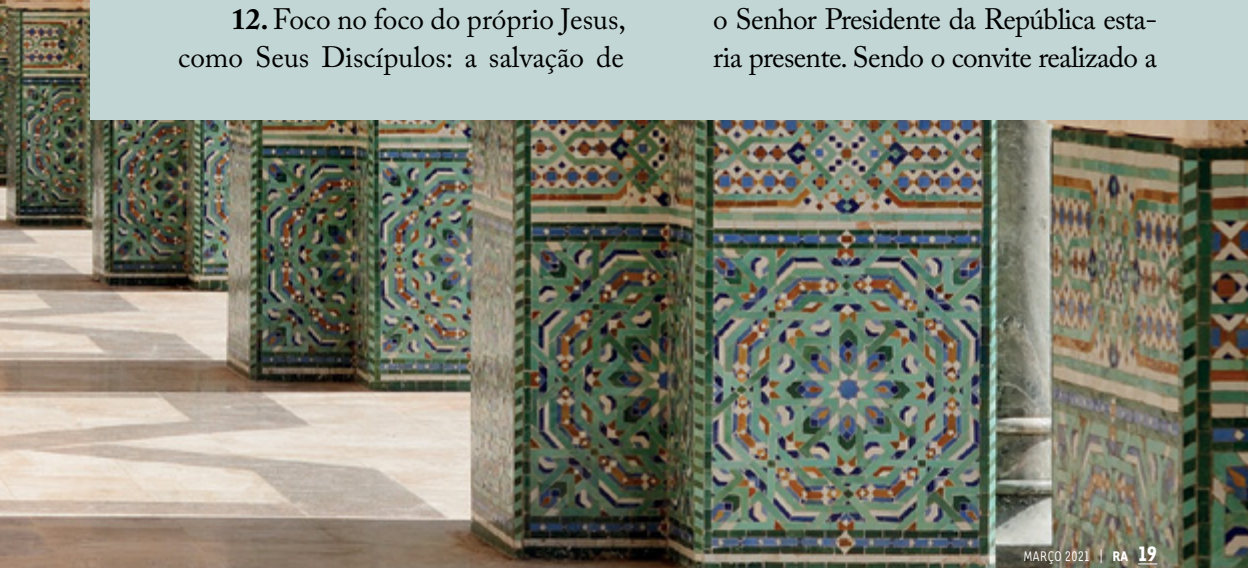 12. Foco no foco do próprio Jesus,
como Seus Discípulos: a salvação de
o Senhor Presidente da República esta-
ria presente. Sendo o convite realizado a
MARÇO 2021 | RA 19